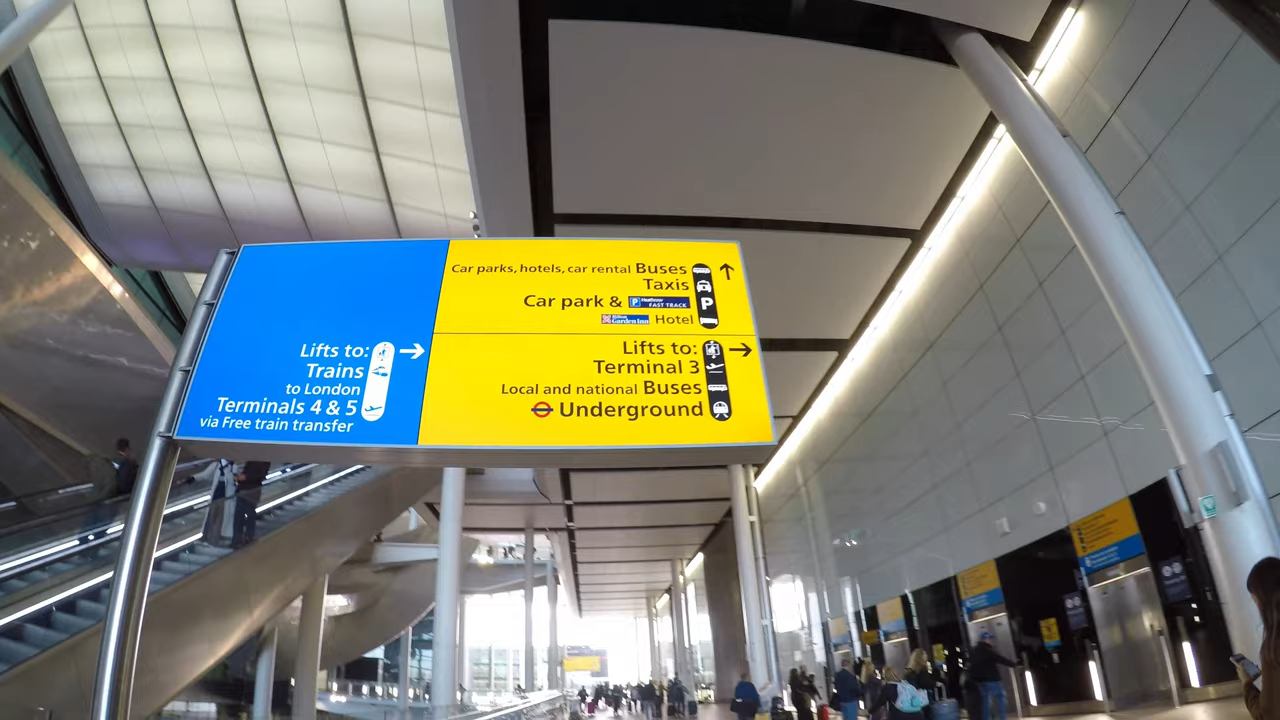 Lifts to:
Trains
to London
Terminals 4 & 5
via Free train transfer
Car parks, hotels, car rental Buses
Taxis
Car park & P Heathrow FAST TRACK
P
Hilton Garden Inn Hotel
Lifts to:
Terminal 3
Local and national Buses
Underground